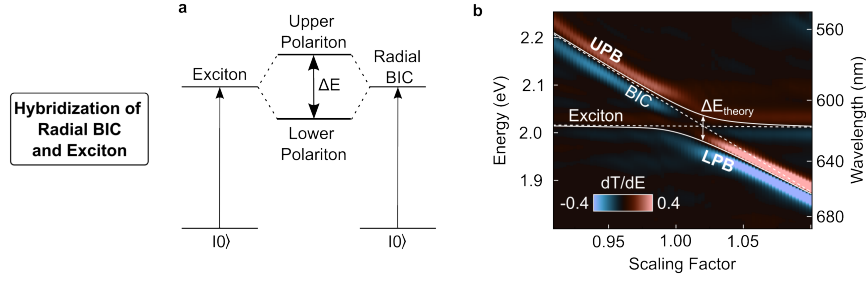 Hybridization of
Radial BIC
and Exciton
a
Upper
Polariton
Exciton
Radial
BIC
ΔE
Lower
Polariton
|0⟩
|0⟩
b
2.2
2.1
2.0
1.9
Energy (eV)
UPB
BIC
Exciton
ΔEtheory
LPB
dT/dE
-0.4
0.4
560
600
640
680
Wavelength (nm)
0.95
1.00
1.05
Scaling Factor